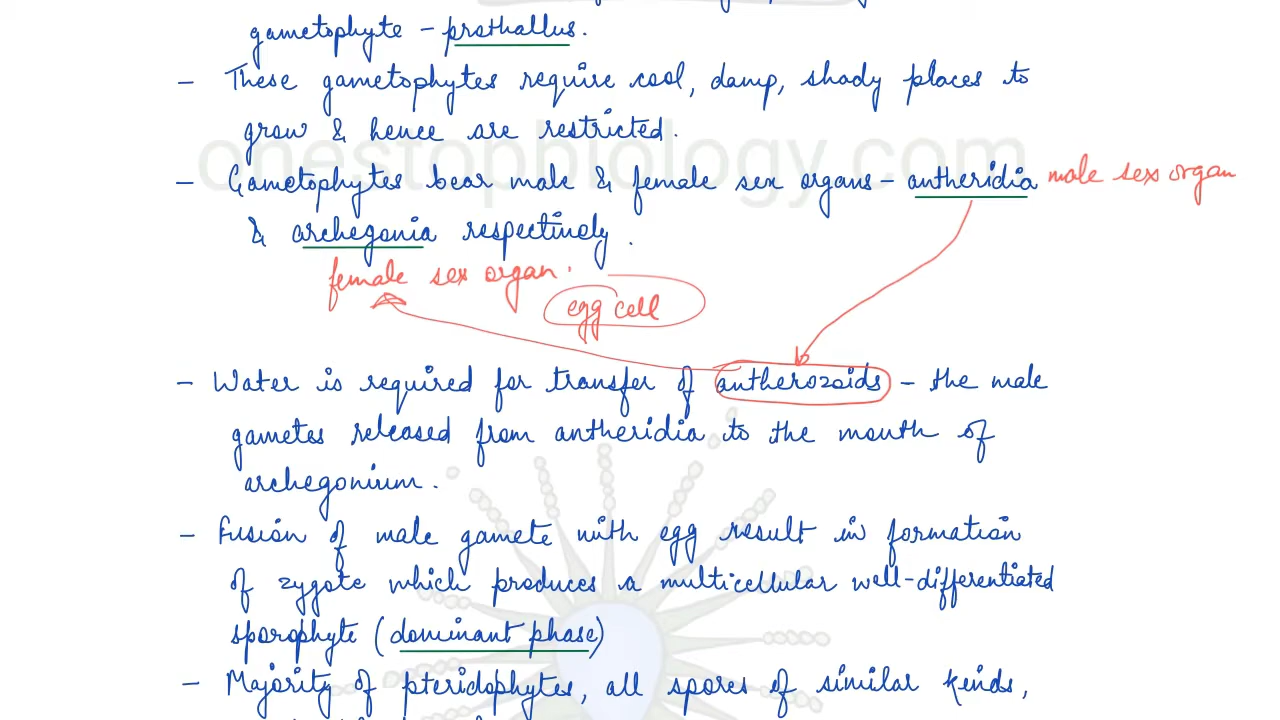 gametophyte - prothallus.
- These gametophytes require cool, damp, shady places to
grow & hence are restricted.
onestopbiology.com
- Gametophytes bear male & female sex organs - antheridia male sex organ
& archegonia respectively.
female sex organ.
egg cell
- Water is required for transfer of antherozoids - the male
gametes released from antheridia to the mouth of
archegonium.
- Fusion of male gamete with egg result in formation
of zygote which produces a multicellular well-differentiated
sporophyte (dominant phase)
- Majority of pteridophytes, all spores of similar kinds,